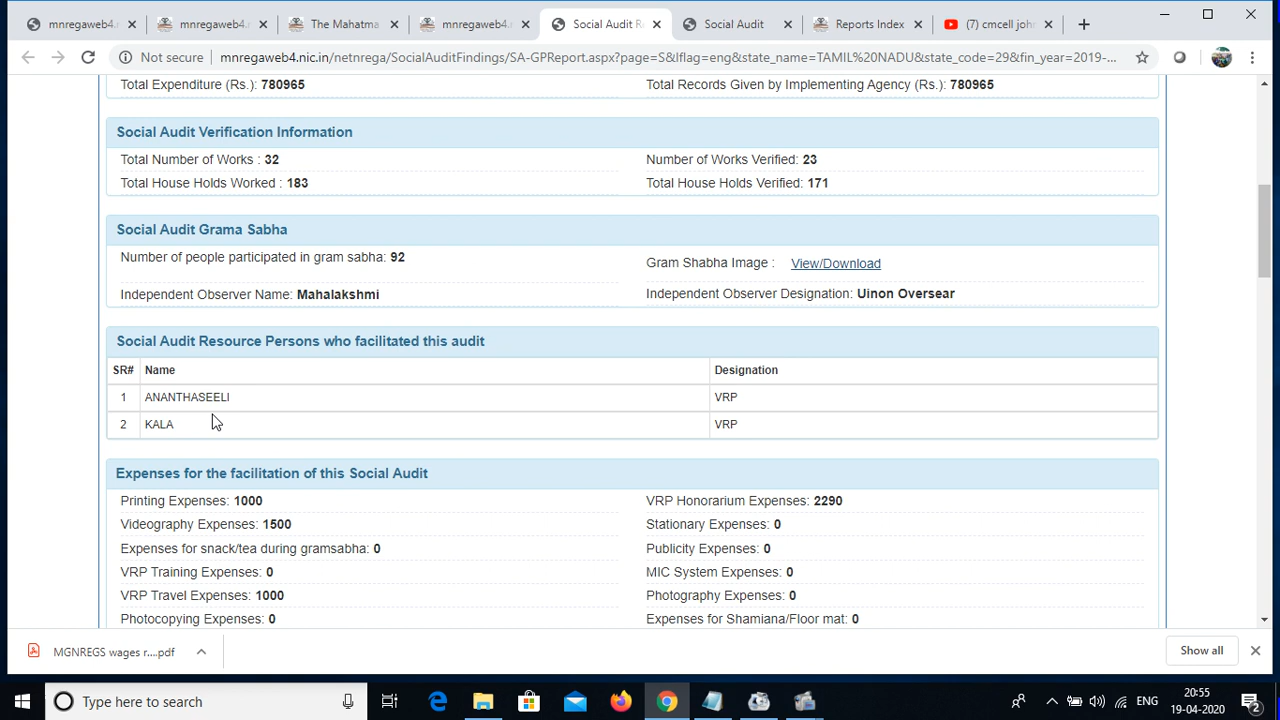 mnregaweb4.n
mnregaweb4.n
The Mahatma
mnregaweb4.n
Social Audit R
Social Audit
Reports Index
(7) cmcell joh
Not secure
mnregaweb4.nic.in/netnrega/SocialAuditFindings/SA-GPReport.aspx?page=S&lflag=eng&state_name=TAMIL%20NADU&state_code=29&fin_year=2019-...
Total Expenditure (Rs.): 780965
Total Records Given by Implementing Agency (Rs.): 780965
Social Audit Verification Information
Total Number of Works : 32
Number of Works Verified: 23
Total House Holds Worked : 183
Total House Holds Verified: 171
Social Audit Grama Sabha
Number of people participated in gram sabha: 92
Gram Shabha Image : View/Download
Independent Observer Name: Mahalakshmi
Independent Observer Designation: Uinon Oversear
Social Audit Resource Persons who facilitated this audit
SR# Name Designation
1 ANANTHASEELI VRP
2 KALA VRP
Expenses for the facilitation of this Social Audit
Printing Expenses: 1000
VRP Honorarium Expenses: 2290
Videography Expenses: 1500
Stationary Expenses: 0
Expenses for snack/tea during gramsabha: 0
Publicity Expenses: 0
VRP Training Expenses: 0
MIC System Expenses: 0
VRP Travel Expenses: 1000
Photography Expenses: 0
Photocopying Expenses: 0
Expenses for Shamiana/Floor mat: 0
MGNREGS wages r....pdf
Show all
Type here to search
ENG
20:55
19-04-2020
2